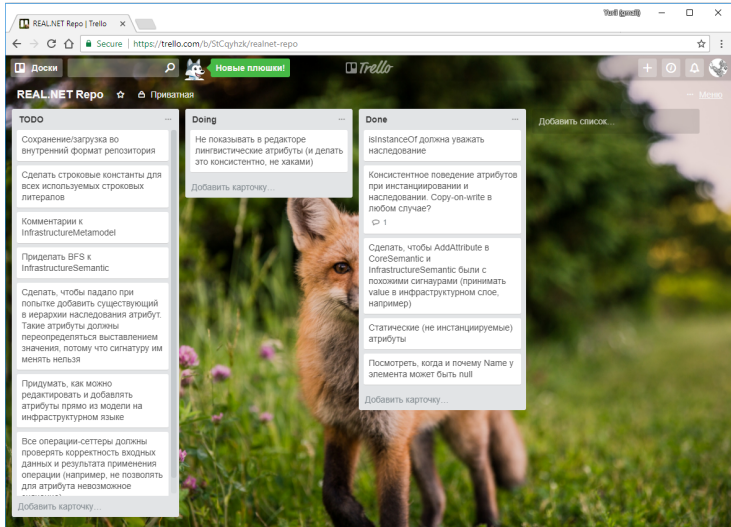 Yurii (gmail)
REAL.NET Repo | Trello
Secure | https://trello.com/b/StCqyhzk/realnet-repo
Доски
Новые плюшки!
Trello
REAL.NET Repo
Приватная
Меню
TODO
Сохранение/загрузка во
внутренний формат репозитория
Сделать строковые константы для
всех используемых строковых
литералов
Комментарии к
InfrastructureMetamodel
Приделать BFS к
InfrastructureSemantic
Сделать, чтобы падало при
попытке добавить существующий
в иерархии наследования атрибут.
Такие атрибуты должны
переопределяться выставлением
значения, потому что сигнатуру им
менять нельзя
Придумать, как можно
редактировать и добавлять
атрибуты прямо из модели на
инфраструктурном языке
Все операции-сеттеры должны
проверять корректность входных
данных и результата применения
операции (например, не позволять
для атрибута невозможное
Добавить карточку…
Doing
Не показывать в редакторе
лингвистические атрибуты (и делать
это консистентно, не хаками)
Добавить карточку…
Done
isInstanceOf должна уважать
наследование
Консистентное поведение атрибутов
при инстанциировании и
наследовании. Copy-on-write в
любом случае?
1
Сделать, чтобы AddAttribute в
CoreSemantic и
InfrastructureSemantic были с
похожими сигнаурами (принимать
value в инфраструктурном слое,
например)
Статические (не инстанциируемые)
атрибуты
Посмотреть, когда и почему Name у
элемента может быть null
Добавить карточку…
Добавить список…